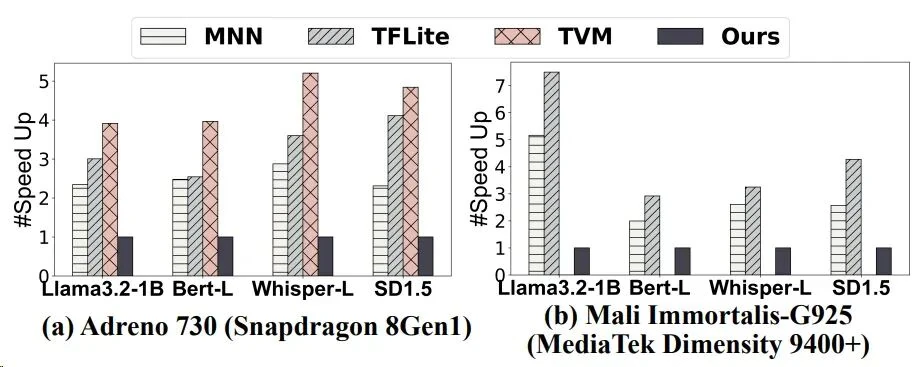 MNN TFLite TVM Ours
#Speed Up
5
4
3
2
1
0
Llama3.2-1B Bert-L Whisper-L SD1.5
(a) Adreno 730 (Snapdragon 8Gen1)
#Speed Up
7
6
5
4
3
2
1
0
Llama3.2-1B Bert-L Whisper-L SD1.5
(b) Mali Immortalis-G925
(MediaTek Dimensity 9400+)